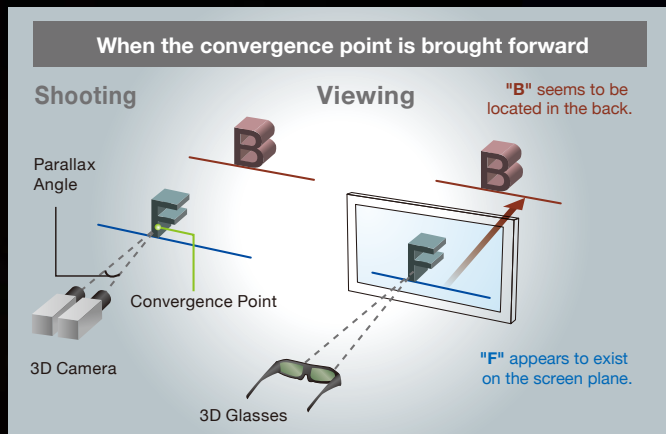 When the convergence point is brought forward
Shooting
Viewing
"B" seems to be
located in the back.
B
B
Parallax
Angle
F
F
Convergence Point
3D Camera
"F" appears to exist
on the screen plane.
3D Glasses